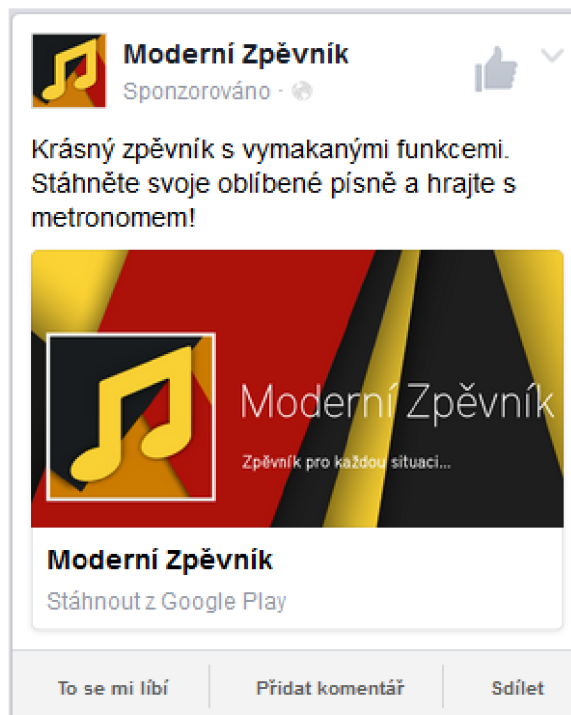 Moderní Zpěvník
Sponzorováno ·
Krásný zpěvník s vymakanými funkcemi.
Stáhněte svoje oblíbené písně a hrajte s
metronomem!
Moderní Zpěvník
Zpěvník pro každou situaci...
Moderní Zpěvník
Stáhnout z Google Play
To se mi líbí
Přidat komentář
Sdílet